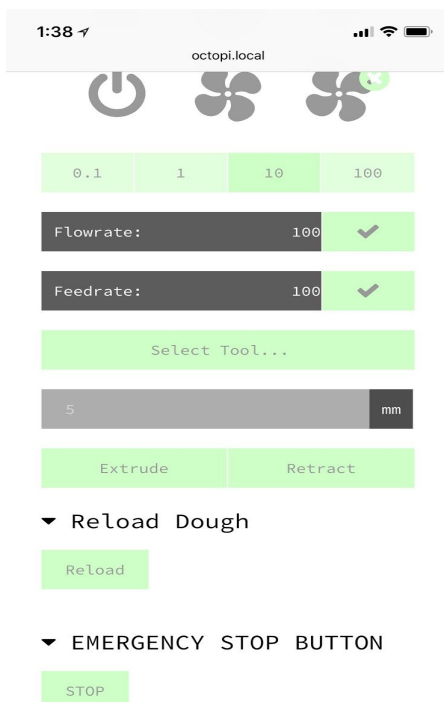 1:38
octopi.local
0.1 1 10 100
Flowrate: 100
Feedrate: 100
Select Tool...
5 mm
Extrude Retract
Reload Dough
Reload
EMERGENCY STOP BUTTON
STOP